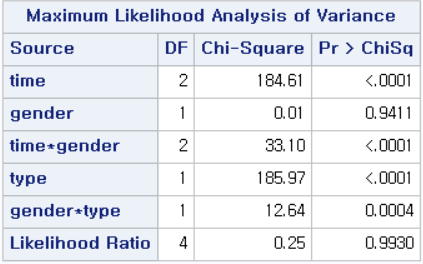 Maximum Likelihood Analysis of Variance
Source DF Chi-Square Pr > ChiSq
time 2 184.61 <.0001
gender 1 0.01 0.9411
time*gender 2 33.10 <.0001
type 1 185.97 <.0001
gender*type 1 12.64 0.0004
Likelihood Ratio 4 0.25 0.9930